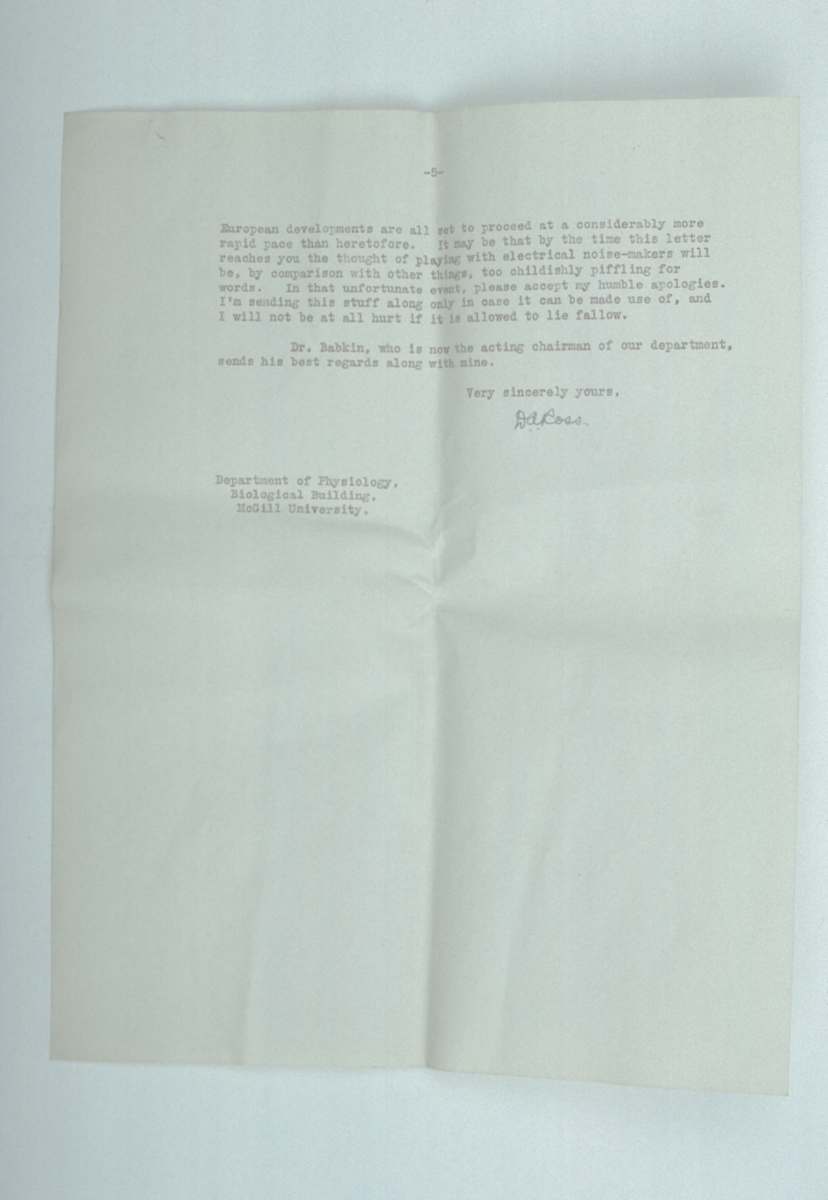 -5-
European developments are all set to proceed at a considerably more
rapid pace than heretofore. It may be that by the time this letter
reaches you the thought of playing with electrical noise-makers will
be, by comparison with other things, too childishly piffling for
words. In that unfortunate event, please accept my humble apologies.
I'm sending this stuff along only in case it can be made use of, and
I will not be at all hurt if it is allowed to lie fallow.
Dr. Babkin, who is now the acting chairman of our department,
sends his best regards along with mine.
Very sincerely yours,
D.A. Ross.
Department of Physiology,
Biological Building,
McGill University.